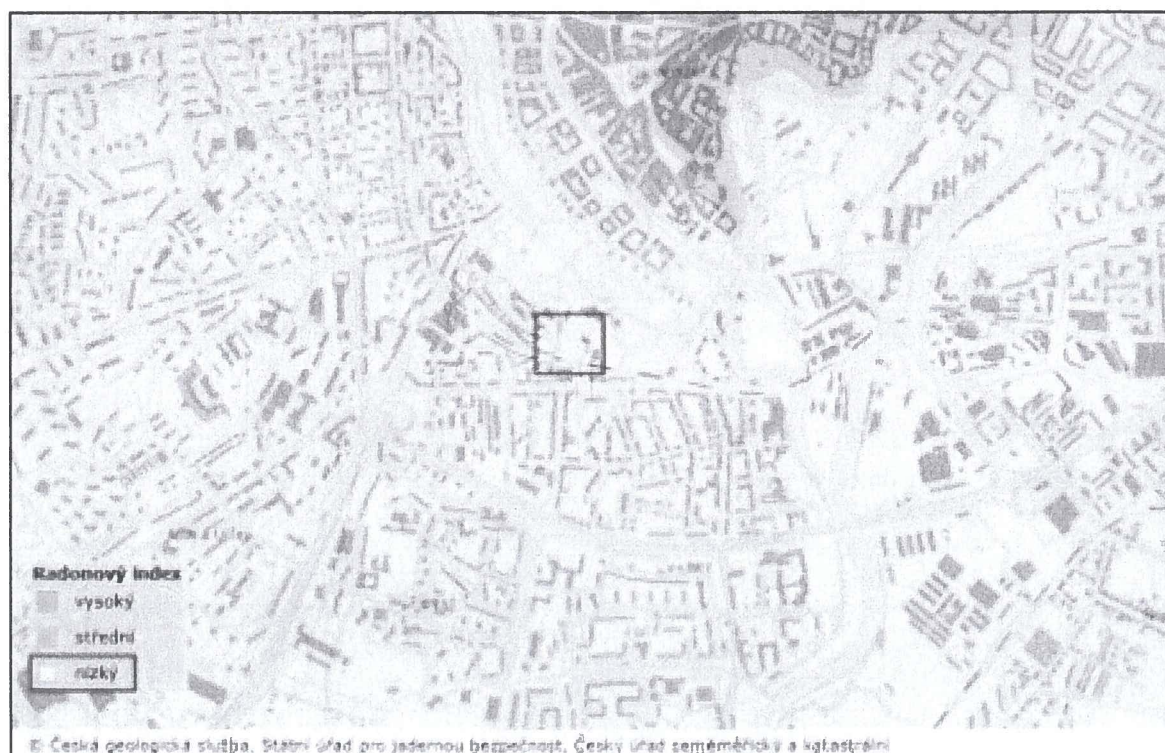 Radonový index
vysoký
střední
nízký
© Česká geologická služba, Státní úřad pro jadernou bezpečnost, Český úřad zeměměřický a katastrální